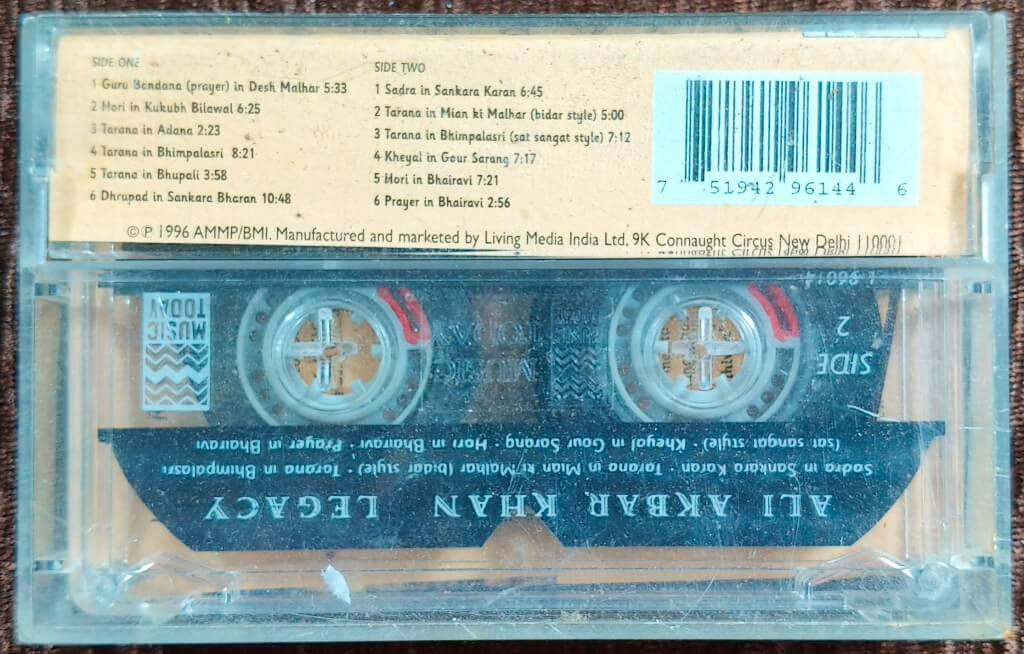 SIDE ONE
1 Guru Bandana (prayer) in Desh Malhar 5:33
2 Hori in Kukubh Bilawal 6:25
3 Tarana in Adana 2:23
4 Tarana in Bhimpalasri 8:21
5 Tarana in Bhupali 3:58
6 Dhrupad in Sankara Bharan 10:48
SIDE TWO
1 Sadra in Sankara Karan 6:45
2 Tarana in Mian ki Malhar (bidar style) 5:00
3 Tarana in Bhimpalasri (sat sangat style) 7:12
4 Kheyal in Gour Sarang 7:17
5 Hori in Bhairavi 7:21
6 Prayer in Bhairavi 2:56
7 51942 96144 6
©℗ 1996 AMMP/BMI. Manufactured and marketed by Living Media India Ltd, 9K Connaught Circus New Delhi 110001
ALI AKBAR KHAN LEGACY
Sadra in Sankara Karan · Tarana in Mian ki Malhar (bidar style) · Tarana in Bhimpalasri
(sat sangat style) · Kheyal in Gour Sarang · Hori in Bhairavi · Prayer in Bhairavi
SIDE
2
MUSIC
TODAY